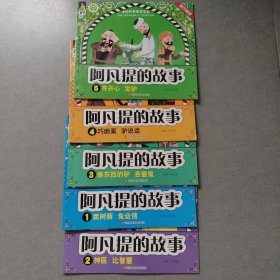 阿凡提的故事
5 寻开心 宝驴
阿凡提的故事
4 巧断案 驴说话
阿凡提的故事
3 偷东西的驴 吝啬鬼
阿凡提的故事
1 卖树荫 兔送信
阿凡提的故事
2 神医 比智慧